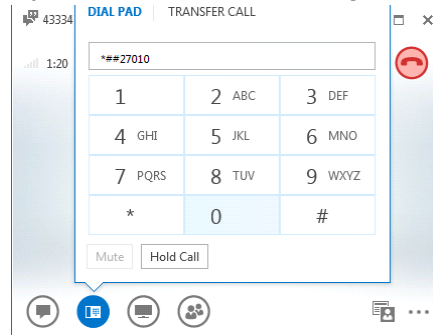 43334
DIAL PAD TRANSFER CALL
1:20
*##27010
1 2 ABC 3 DEF
4 GHI 5 JKL 6 MNO
7 PQRS 8 TUV 9 WXYZ
* 0 #
Mute Hold Call